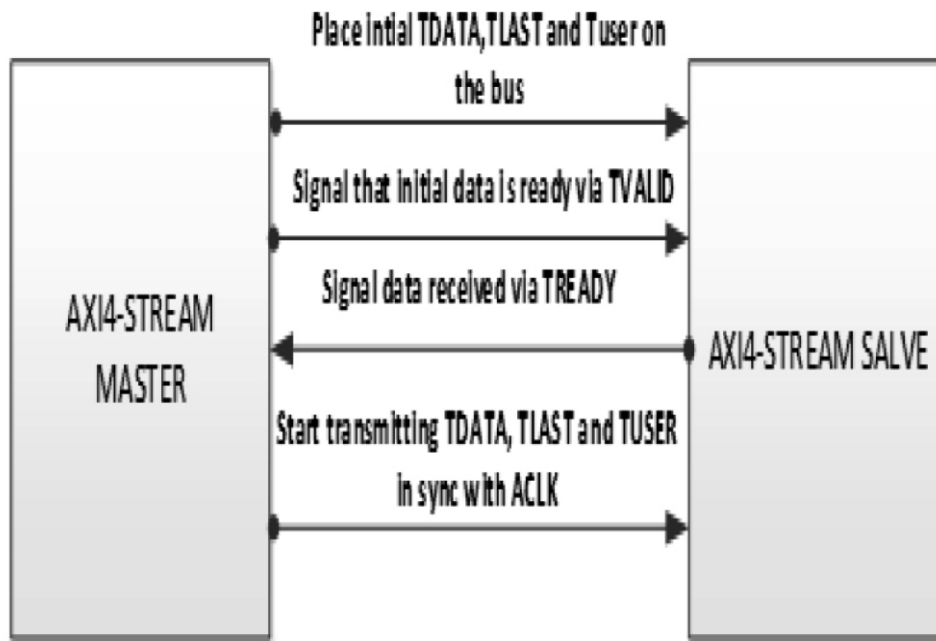 Place intial TDATA,TLAST and Tuser on
the bus
Signal that initial data is ready via TVALID
Signal data received via TREADY
AXI4-STREAM
MASTER
AXI4-STREAM SALVE
Start transmitting TDATA, TLAST and TUSER
in sync with ACLK